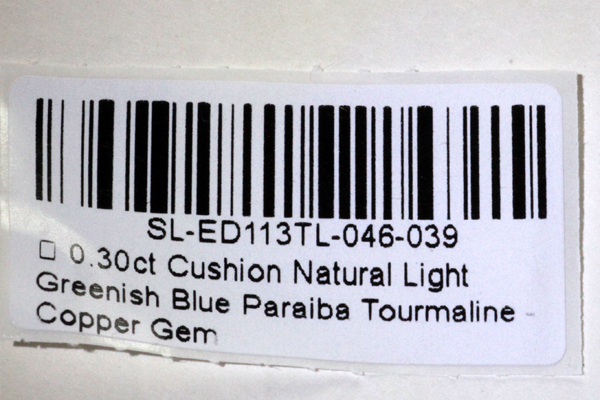 SL-ED113TL-046-039
□ 0.30ct Cushion Natural Light
Greenish Blue Paraiba Tourmaline -
Copper Gem